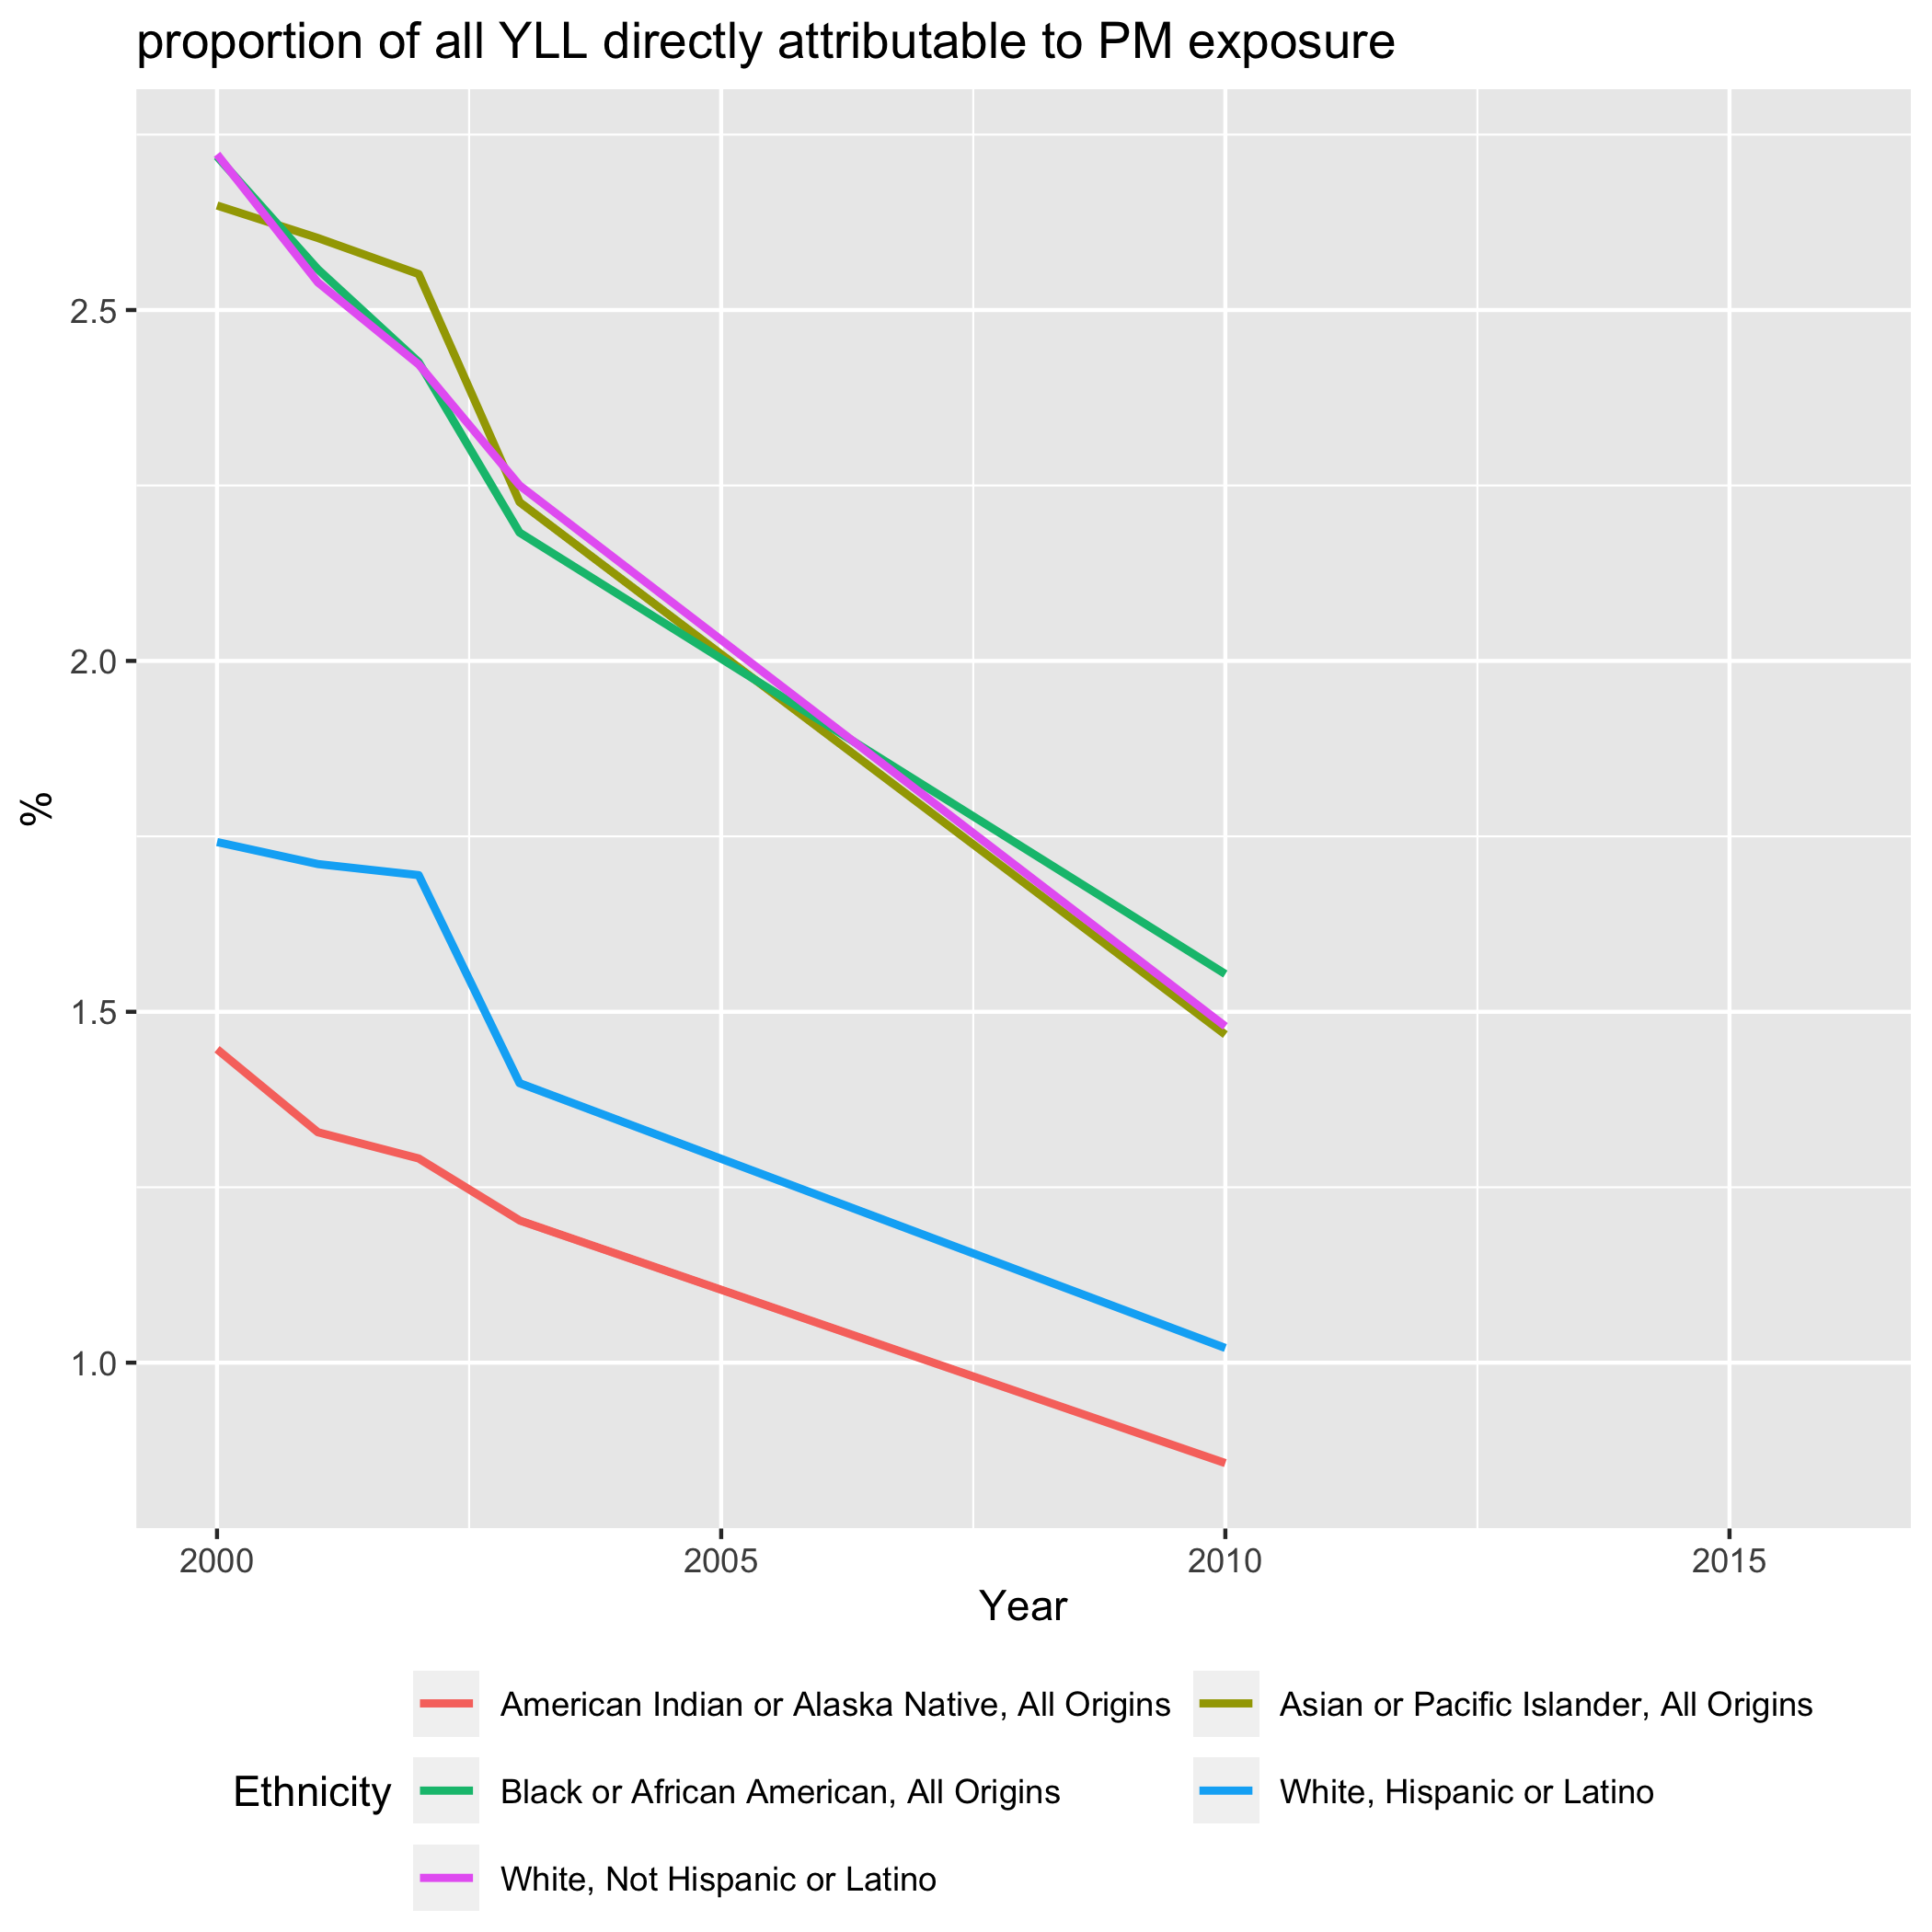 proportion of all YLL directly attributable to PM exposure
%
2.5
2.0
1.5
1.0
2000 2005 2010 2015
Year
Ethnicity
American Indian or Alaska Native, All Origins
Asian or Pacific Islander, All Origins
Black or African American, All Origins
White, Hispanic or Latino
White, Not Hispanic or Latino